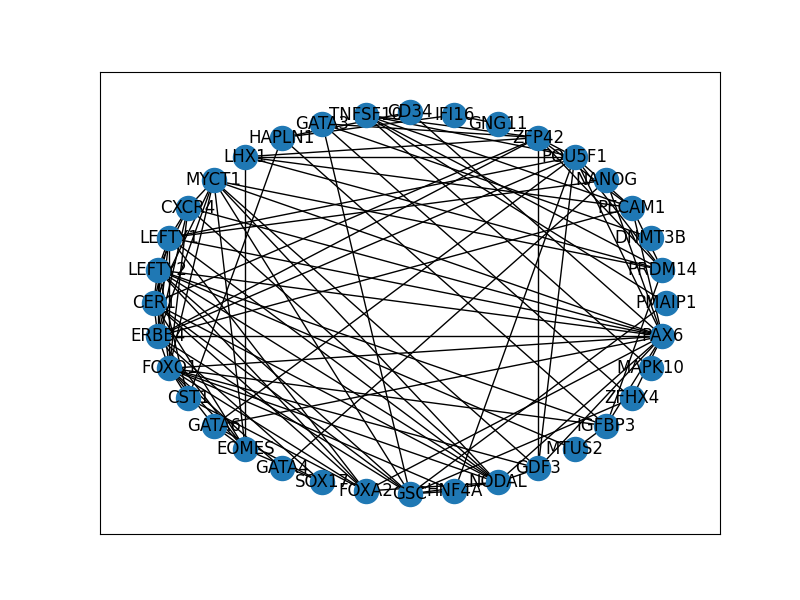 CD34
TNFSF10 IFI16
GATA3 GNG11
HAPLN1 ZFP42
LHX1 POU5F1
MYCT1 NANOG
CXCR4 PECAM1
LEFTY1 DNMT3B
LEFTY2 PRDM14
CER1 PMAIP1
ERBB4 PAX6
FOXO1 MAPK10
CST1 ZFHX4
GATA6 IGFBP3
EOMES MTUS2
GATA4 GDF3
SOX17 NODAL
FOXA2 HNF4A
GSC